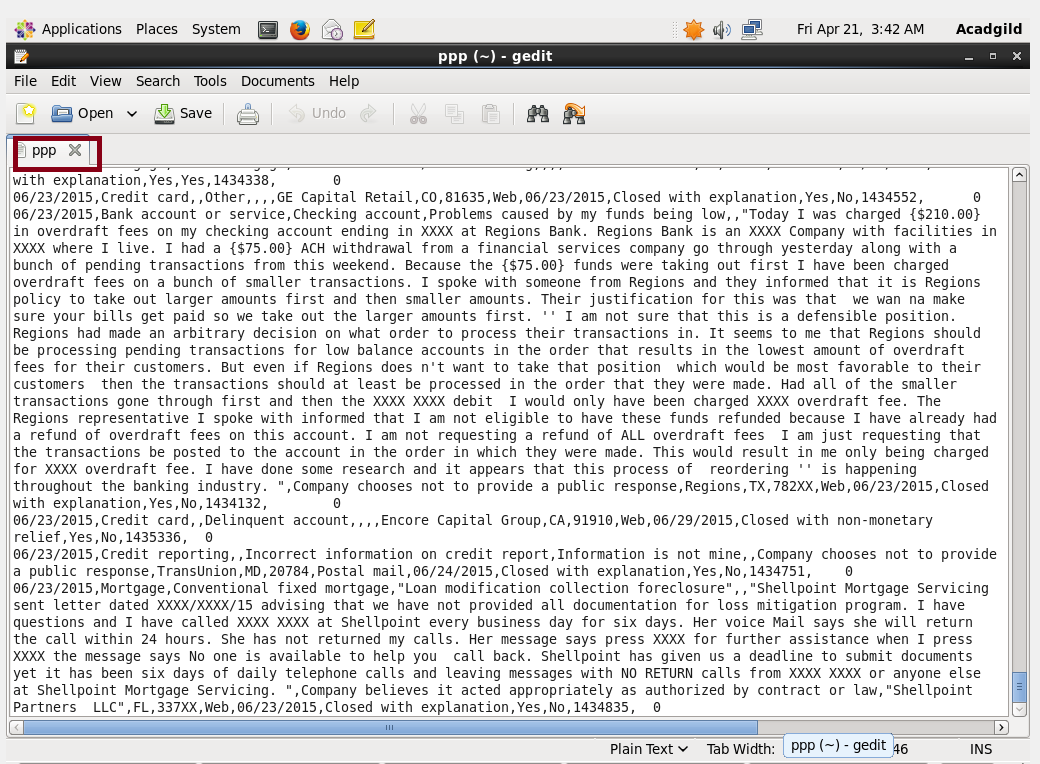 Applications Places System Fri Apr 21, 3:42 AM Acadgild
ppp (~) - gedit
File Edit View Search Tools Documents Help
Open Save Undo
ppp
with explanation,Yes,Yes,1434338, 0
06/23/2015,Credit card,,Other,,,,GE Capital Retail,CO,81635,Web,06/23/2015,Closed with explanation,Yes,No,1434552, 0
06/23/2015,Bank account or service,Checking account,Problems caused by my funds being low,,"Today I was charged {$210.00}
in overdraft fees on my checking account ending in XXXX at Regions Bank. Regions Bank is an XXXX Company with facilities in
XXXX where I live. I had a {$75.00} ACH withdrawal from a financial services company go through yesterday along with a
bunch of pending transactions from this weekend. Because the {$75.00} funds were taking out first I have been charged
overdraft fees on a bunch of smaller transactions. I spoke with someone from Regions and they informed that it is Regions
policy to take out larger amounts first and then smaller amounts. Their justification for this was that  we wan na make
sure your bills get paid so we take out the larger amounts first. '' I am not sure that this is a defensible position.
Regions had made an arbitrary decision on what order to process their transactions in. It seems to me that Regions should
be processing pending transactions for low balance accounts in the order that results in the lowest amount of overdraft
fees for their customers. But even if Regions does n't want to take that position  which would be most favorable to their
customers  then the transactions should at least be processed in the order that they were made. Had all of the smaller
transactions gone through first and then the XXXX XXXX debit  I would only have been charged XXXX overdraft fee. The
Regions representative I spoke with informed that I am not eligible to have these funds refunded because I have already had
a refund of overdraft fees on this account. I am not requesting a refund of ALL overdraft fees  I am just requesting that
the transactions be posted to the account in the order in which they were made. This would result in me only being charged
for XXXX overdraft fee. I have done some research and it appears that this process of  reordering '' is happening
throughout the banking industry. ",Company chooses not to provide a public response,Regions,TX,782XX,Web,06/23/2015,Closed
with explanation,Yes,No,1434132, 0
06/23/2015,Credit card,,Delinquent account,,,,Encore Capital Group,CA,91910,Web,06/29/2015,Closed with non-monetary
relief,Yes,No,1435336, 0
06/23/2015,Credit reporting,,Incorrect information on credit report,Information is not mine,,Company chooses not to provide
a public response,TransUnion,MD,20784,Postal mail,06/24/2015,Closed with explanation,Yes,No,1434751, 0
06/23/2015,Mortgage,Conventional fixed mortgage,"Loan modification collection foreclosure",,"Shellpoint Mortgage Servicing
sent letter dated XXXX/XXXX/15 advising that we have not provided all documentation for loss mitigation program. I have
questions and I have called XXXX XXXX at Shellpoint every business day for six days. Her voice Mail says she will return
the call within 24 hours. She has not returned my calls. Her message says press XXXX for further assistance when I press
XXXX the message says No one is available to help you  call back. Shellpoint has given us a deadline to submit documents
yet it has been six days of daily telephone calls and leaving messages with NO RETURN calls from XXXX XXXX or anyone else
at Shellpoint Mortgage Servicing. ",Company believes it acted appropriately as authorized by contract or law,"Shellpoint
Partners  LLC",FL,337XX,Web,06/23/2015,Closed with explanation,Yes,No,1434835, 0
Plain Text Tab Width: ppp (~) - gedit 46 INS